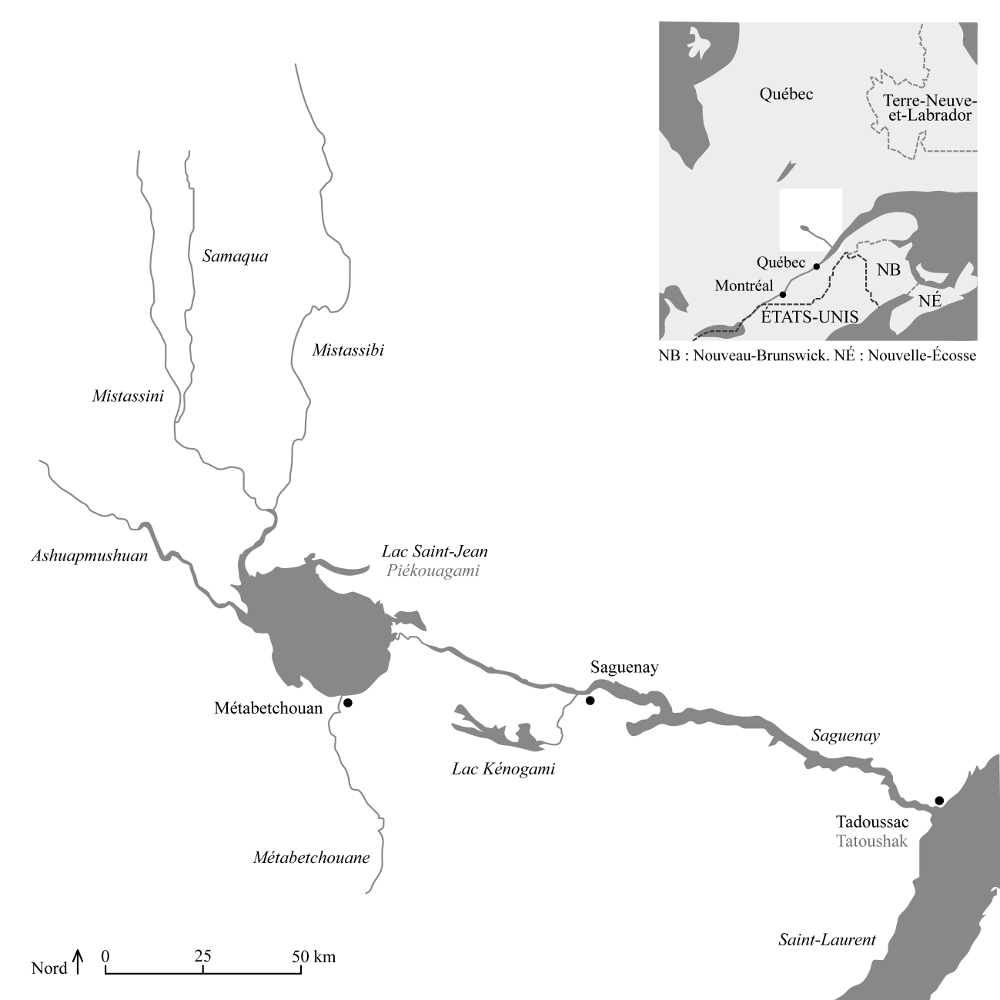 Québec
Terre-Neuve-
et-Labrador
Québec
Montréal
NB
NÉ
ÉTATS-UNIS
NB : Nouveau-Brunswick. NÉ : Nouvelle-Écosse
Samaqua
Mistassibi
Mistassini
Ashuapmushuan
Lac Saint-Jean
Piékouagami
Saguenay
Métabetchouan
Saguenay
Lac Kénogami
Tadoussac
Tatoushak
Métabetchouane
Saint-Laurent
Nord
0 25 50 km